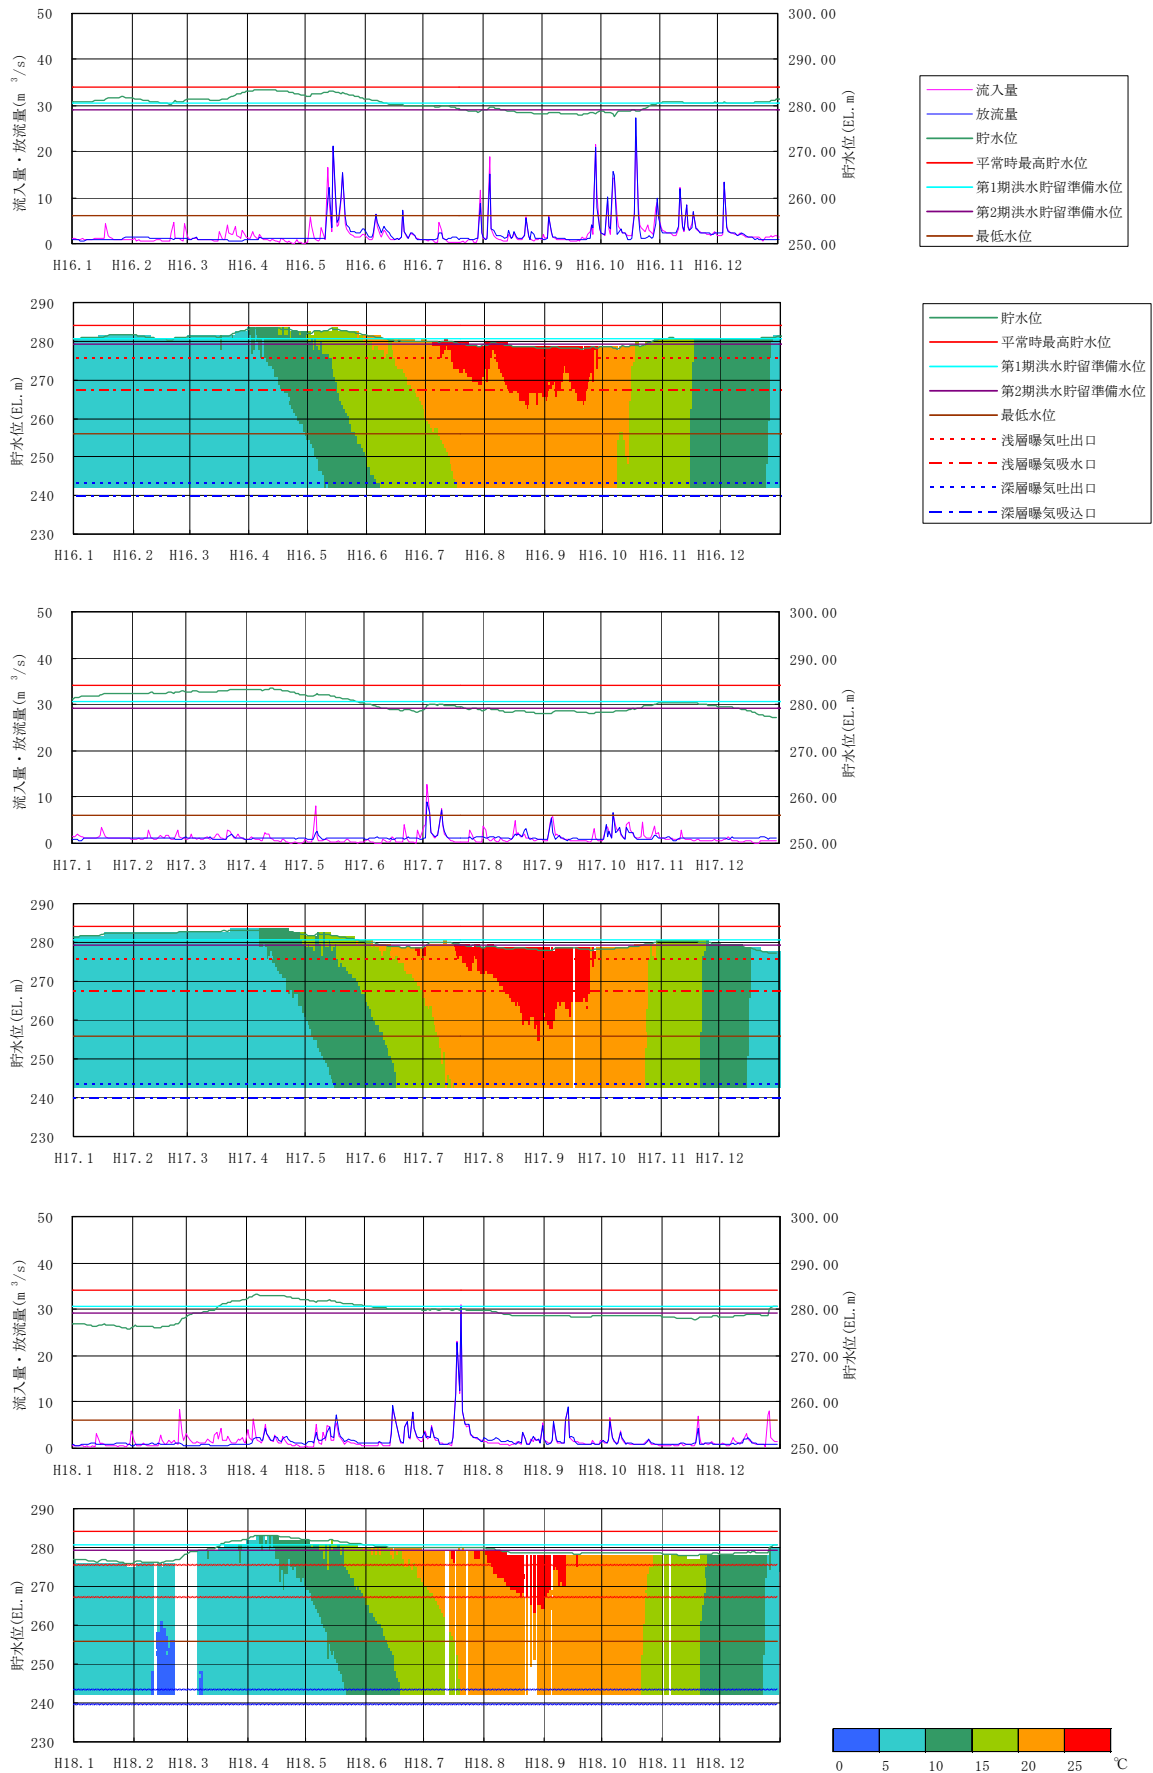 50
40
30
20
10
0
流入量・放流量(m³/s)
300.00
290.00
280.00
270.00
260.00
250.00
貯水位(EL.m)
H16.1 H16.2 H16.3 H16.4 H16.5 H16.6 H16.7 H16.8 H16.9 H16.10 H16.11 H16.12
流入量
放流量
貯水位
平常時最高貯水位
第1期洪水貯留準備水位
第2期洪水貯留準備水位
最低水位
290
280
270
260
250
240
230
貯水位(EL.m)
H16.1 H16.2 H16.3 H16.4 H16.5 H16.6 H16.7 H16.8 H16.9 H16.10 H16.11 H16.12
貯水位
平常時最高貯水位
第1期洪水貯留準備水位
第2期洪水貯留準備水位
最低水位
浅層曝気吐出口
浅層曝気吸水口
深層曝気吐出口
深層曝気吸込口
50
40
30
20
10
0
流入量・放流量(m³/s)
300.00
290.00
280.00
270.00
260.00
250.00
貯水位(EL.m)
H17.1 H17.2 H17.3 H17.4 H17.5 H17.6 H17.7 H17.8 H17.9 H17.10 H17.11 H17.12
290
280
270
260
250
240
230
貯水位(EL.m)
H17.1 H17.2 H17.3 H17.4 H17.5 H17.6 H17.7 H17.8 H17.9 H17.10 H17.11 H17.12
50
40
30
20
10
0
流入量・放流量(m³/s)
300.00
290.00
280.00
270.00
260.00
250.00
貯水位(EL.m)
H18.1 H18.2 H18.3 H18.4 H18.5 H18.6 H18.7 H18.8 H18.9 H18.10 H18.11 H18.12
290
280
270
260
250
240
230
貯水位(EL.m)
H18.1 H18.2 H18.3 H18.4 H18.5 H18.6 H18.7 H18.8 H18.9 H18.10 H18.11 H18.12
0 5 10 15 20 25 ℃